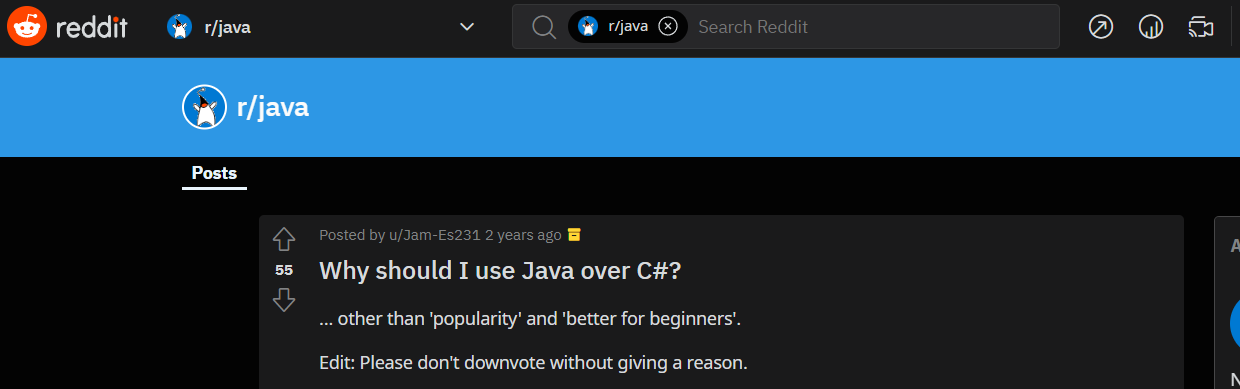 reddit r/java r/java Search Reddit
r/java
Posts
Posted by u/Jam-Es231 2 years ago
55
Why should I use Java over C#?
... other than 'popularity' and 'better for beginners'.
Edit: Please don't downvote without giving a reason.
A
N